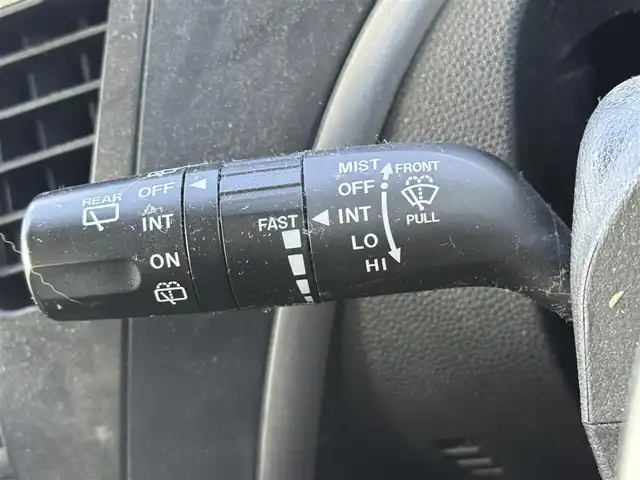 REAR
OFF
INT
ON
FAST
MIST
OFF
INT
LO
HI
FRONT
PULL